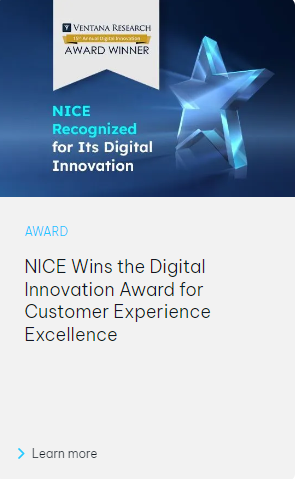 VENTANA RESEARCH
15th Annual Digital Innovation
AWARD WINNER
NICE
Recognized
for Its Digital
Innovation
AWARD
NICE Wins the Digital
Innovation Award for
Customer Experience
Excellence
Learn more